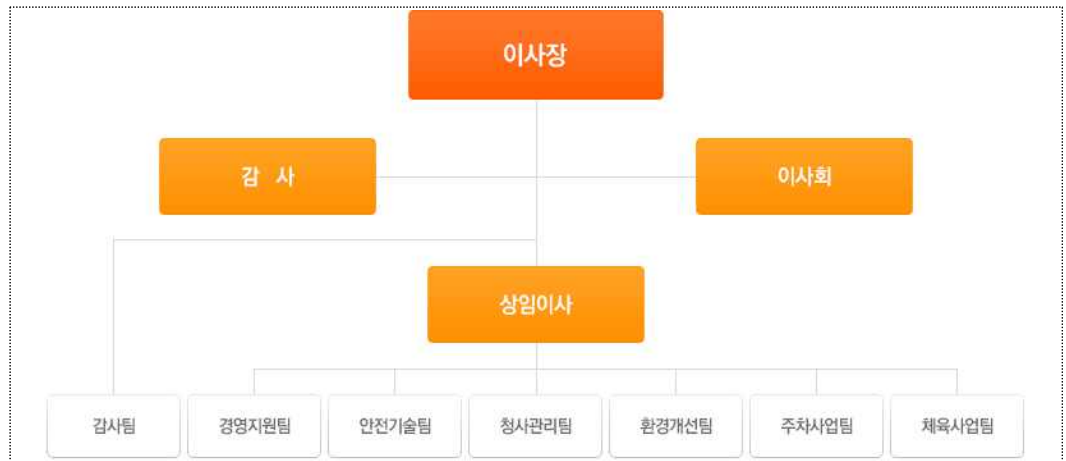 이사장
감 사
이사회
상임이사
감사팀
경영지원팀
안전기술팀
청사관리팀
환경개선팀
주차사업팀
체육사업팀